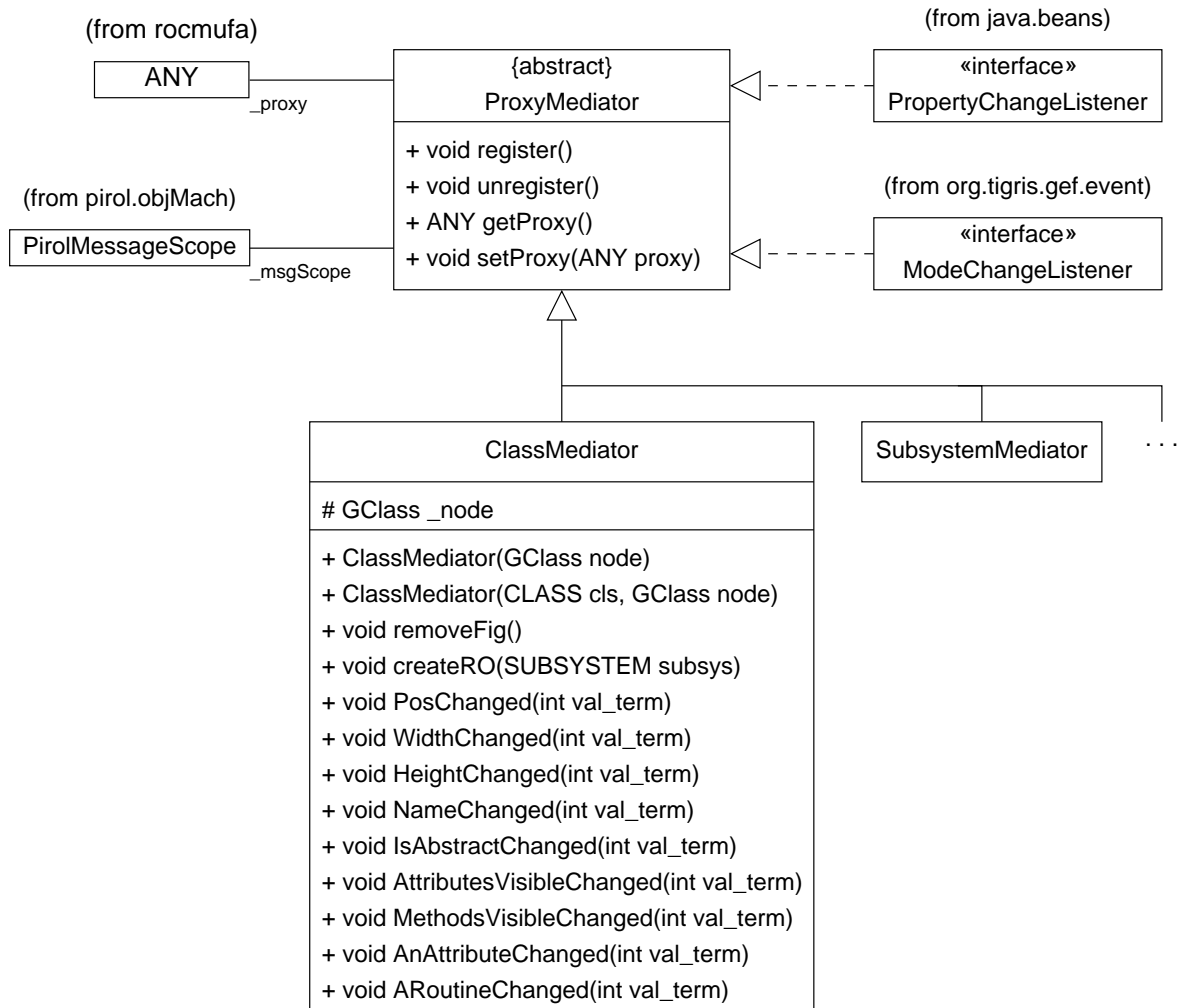 (from rocmufa)
ANY
_proxy
{abstract}
ProxyMediator
+ void register()
+ void unregister()
+ ANY getProxy()
+ void setProxy(ANY proxy)
(from java.beans)
«interface»
PropertyChangeListener
(from pirol.objMach)
PirolMessageScope
_msgScope
(from org.tigris.gef.event)
«interface»
ModeChangeListener
ClassMediator
# GClass _node
+ ClassMediator(GClass node)
+ ClassMediator(CLASS cls, GClass node)
+ void removeFig()
+ void createRO(SUBSYSTEM subsys)
+ void PosChanged(int val_term)
+ void WidthChanged(int val_term)
+ void HeightChanged(int val_term)
+ void NameChanged(int val_term)
+ void IsAbstractChanged(int val_term)
+ void AttributesVisibleChanged(int val_term)
+ void MethodsVisibleChanged(int val_term)
+ void AnAttributeChanged(int val_term)
+ void ARoutineChanged(int val_term)
SubsystemMediator
. . .